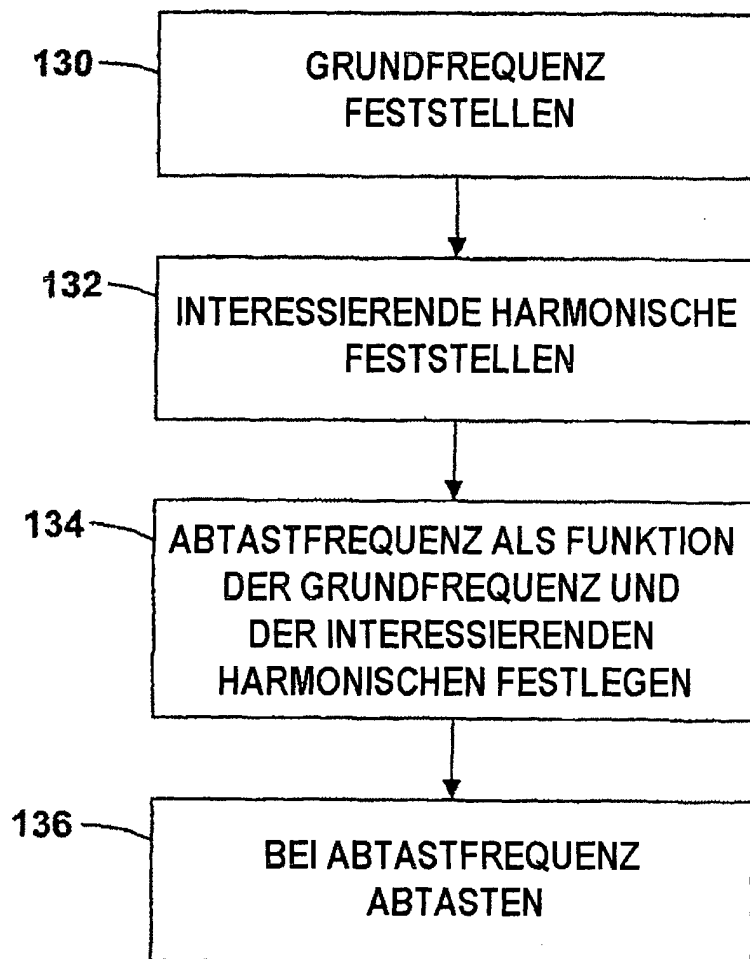 130
GRUNDFREQUENZ
FESTSTELLEN
132
INTERESSIERENDE HARMONISCHE
FESTSTELLEN
134
ABTASTFREQUENZ ALS FUNKTION
DER GRUNDFREQUENZ UND
DER INTERESSIERENDEN
HARMONISCHEN FESTLEGEN
136
BEI ABTASTFREQUENZ
ABTASTEN